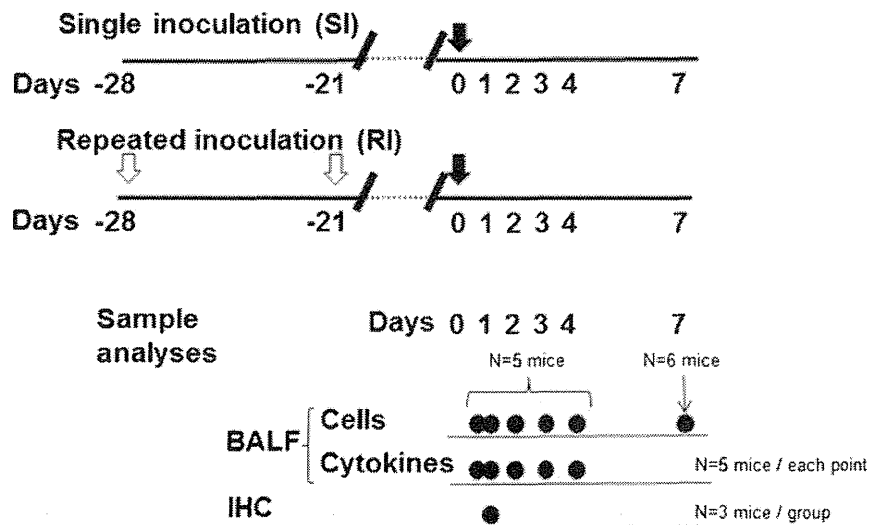 Single inoculation (SI)
Days -28 -21 0 1 2 3 4 7
Repeated inoculation (RI)
Days -28 -21 0 1 2 3 4 7
Sample analyses
Days 0 1 2 3 4 7
N=5 mice N=6 mice
BALF
Cells
Cytokines N=5 mice / each point
IHC N=3 mice / group